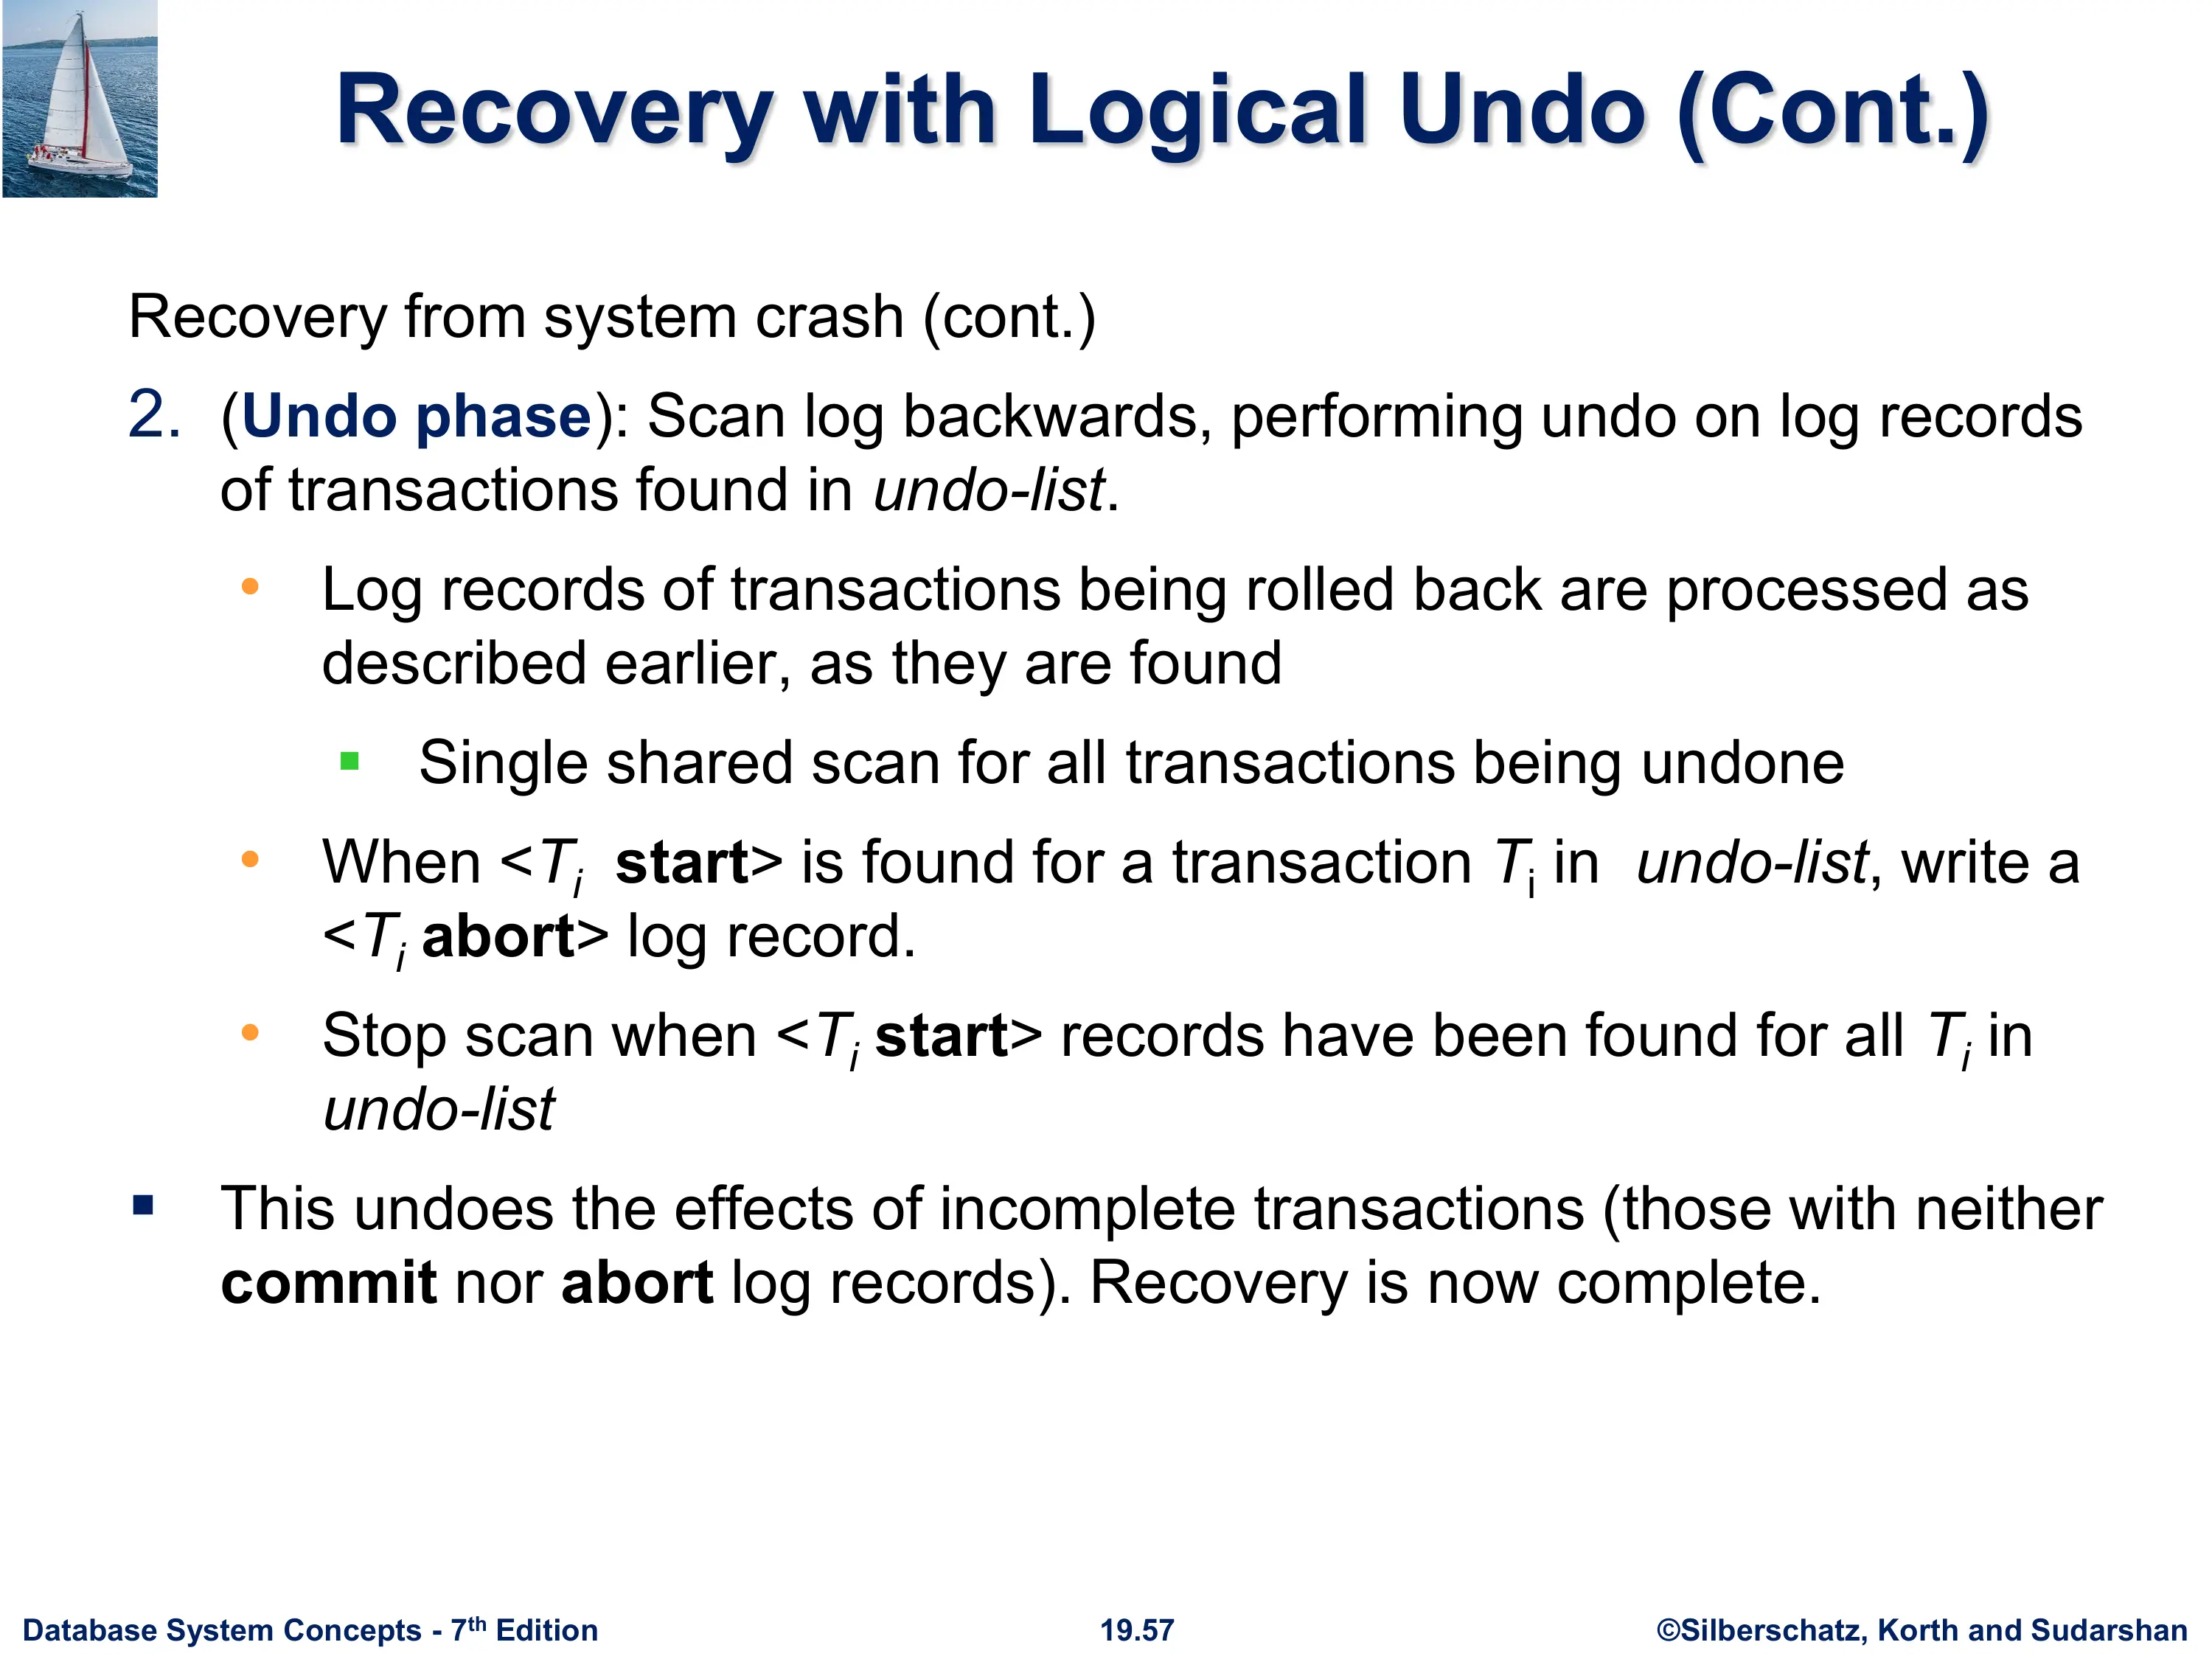 Recovery with Logical Undo (Cont.)
Recovery from system crash (cont.)
2. (Undo phase): Scan log backwards, performing undo on log records
of transactions found in undo-list.
• Log records of transactions being rolled back are processed as
described earlier, as they are found
▪ Single shared scan for all transactions being undone
• When <Ti start> is found for a transaction Ti in undo-list, write a
<Ti abort> log record.
• Stop scan when <Ti start> records have been found for all Ti in
undo-list
▪ This undoes the effects of incomplete transactions (those with neither
commit nor abort log records). Recovery is now complete.
Database System Concepts - 7th Edition
19.57
©Silberschatz, Korth and Sudarshan